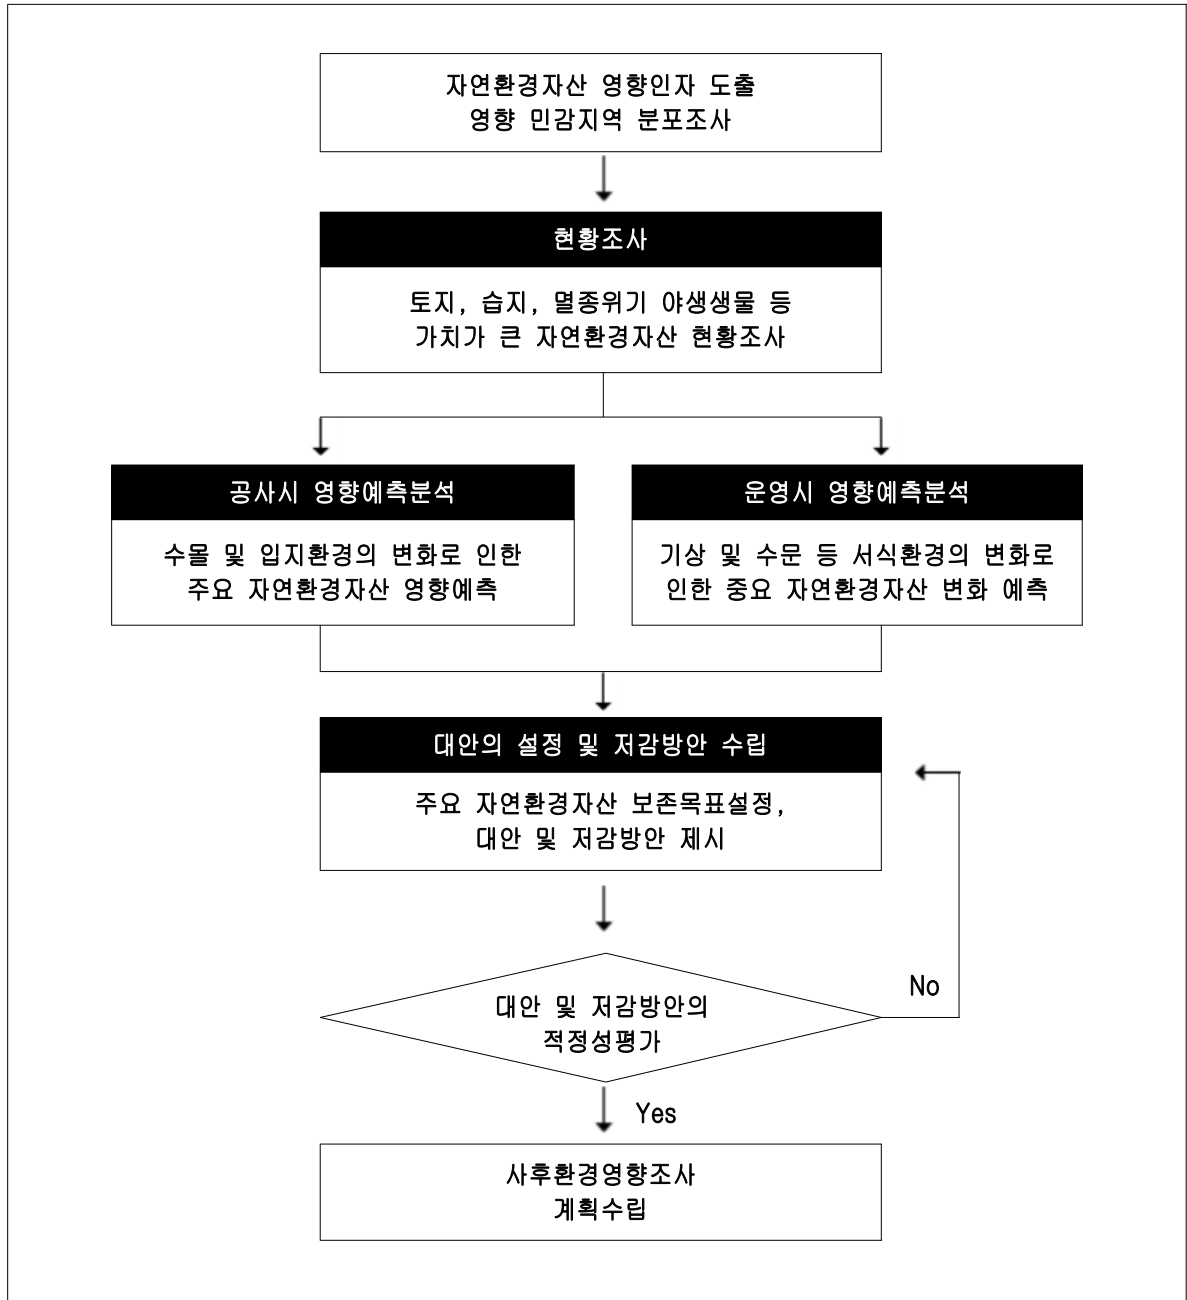 자연환경자산 영향인자 도출
영향 민감지역 분포조사
현황조사
토지, 습지, 멸종위기 야생생물 등
가치가 큰 자연환경자산 현황조사
공사시 영향예측분석
수몰 및 입지환경의 변화로 인한
주요 자연환경자산 영향예측
운영시 영향예측분석
기상 및 수문 등 서식환경의 변화로
인한 중요 자연환경자산 변화 예측
대안의 설정 및 저감방안 수립
주요 자연환경자산 보존목표설정,
대안 및 저감방안 제시
대안 및 저감방안의
적정성평가
No
Yes
사후환경영향조사
계획수립